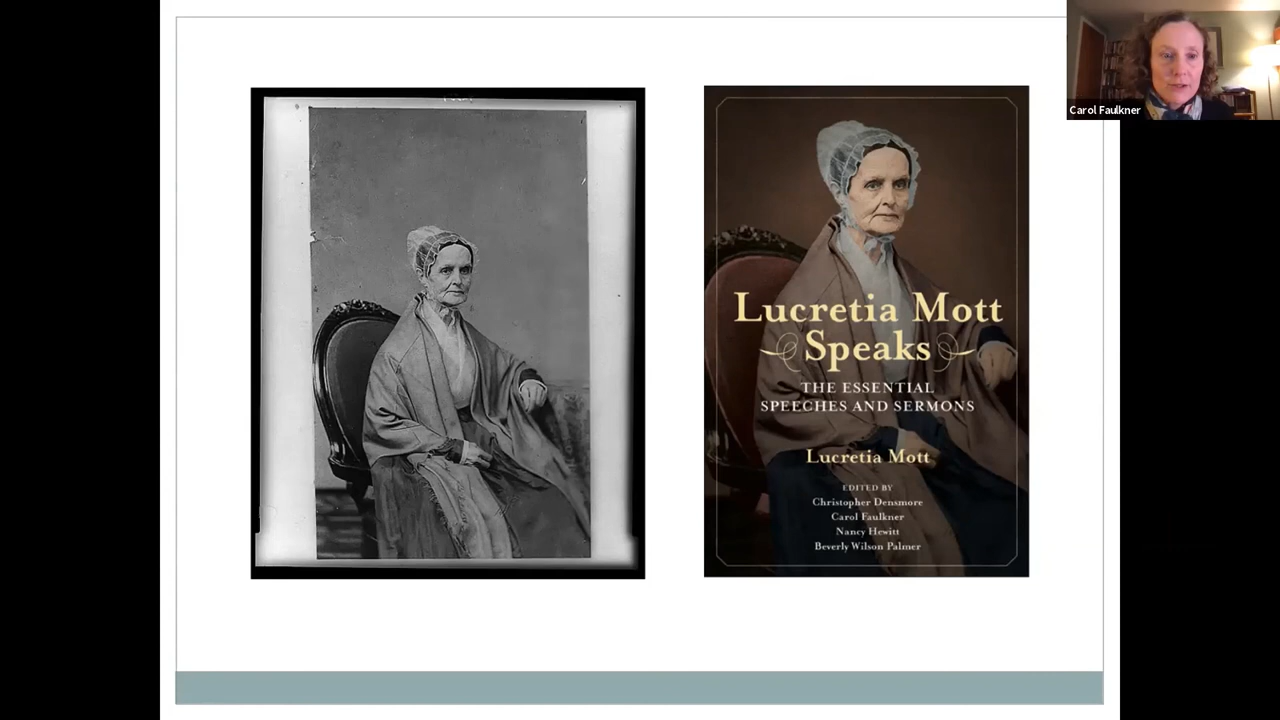 Carol Faulkner
Lucretia Mott
Speaks
THE ESSENTIAL
SPEECHES AND SERMONS
Lucretia Mott
EDITED BY
Christopher Densmore
Carol Faulkner
Nancy Hewitt
Beverly Wilson Palmer